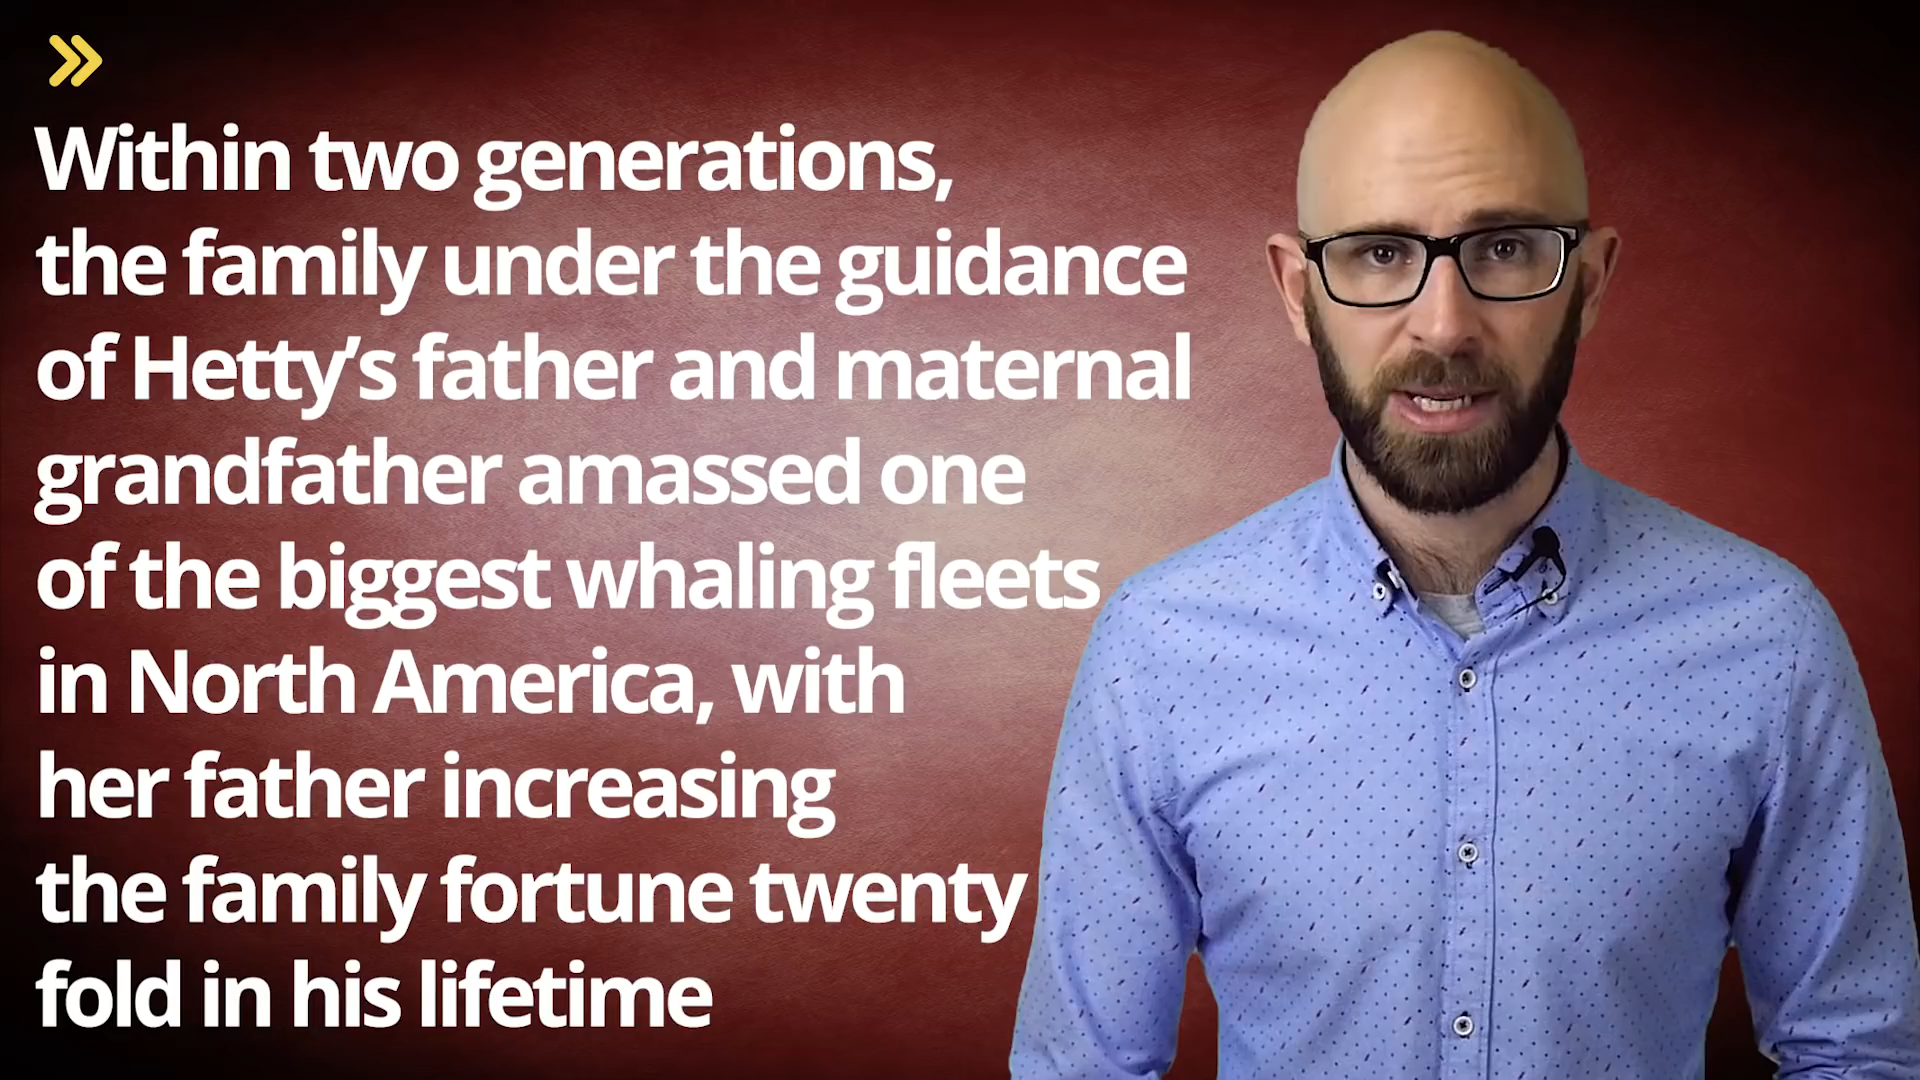 Within two generations,
the family under the guidance
of Hetty’s father and maternal
grandfather amassed one
of the biggest whaling fleets
in North America, with
her father increasing
the family fortune twenty
fold in his lifetime